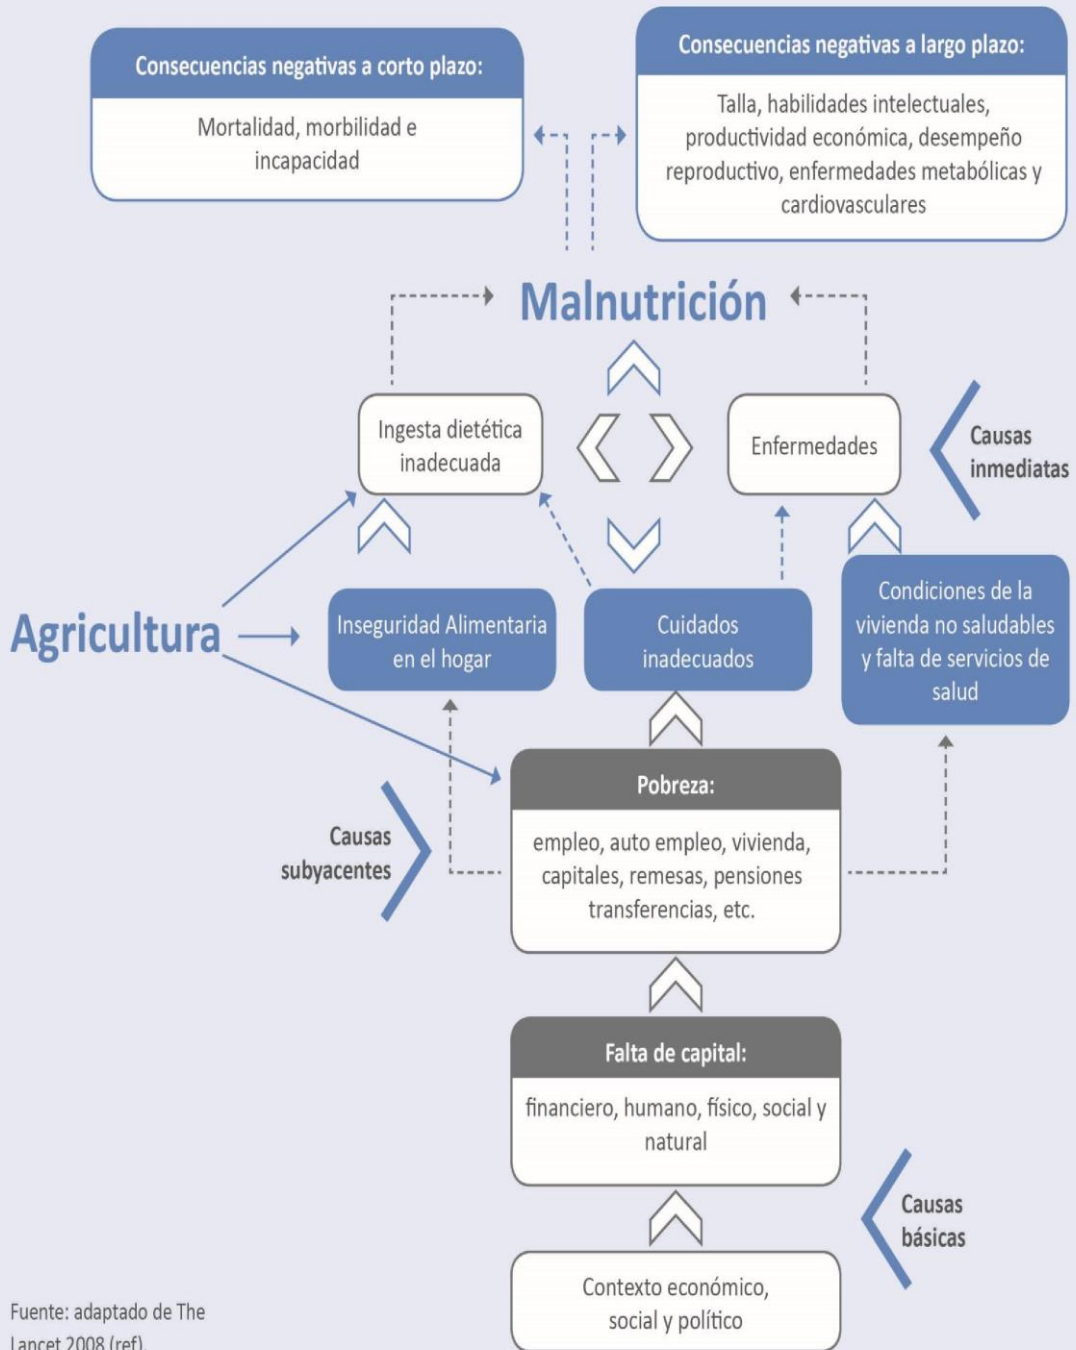 Consecuencias negativas a corto plazo:
Mortalidad, morbilidad e
incapacidad
Consecuencias negativas a largo plazo:
Talla, habilidades intelectuales,
productividad económica, desempeño
reproductivo, enfermedades metabólicas y
cardiovasculares
Malnutrición
Ingesta dietética
inadecuada
Enfermedades
Causas
inmediatas
Agricultura
Inseguridad Alimentaria
en el hogar
Cuidados
inadecuados
Condiciones de la
vivienda no saludables
y falta de servicios de
salud
Causas
subyacentes
Pobreza:
empleo, auto empleo, vivienda,
capitales, remesas, pensiones
transferencias, etc.
Falta de capital:
financiero, humano, físico, social y
natural
Causas
básicas
Contexto económico,
social y político
Fuente: adaptado de The
Lancet 2008 (ref).